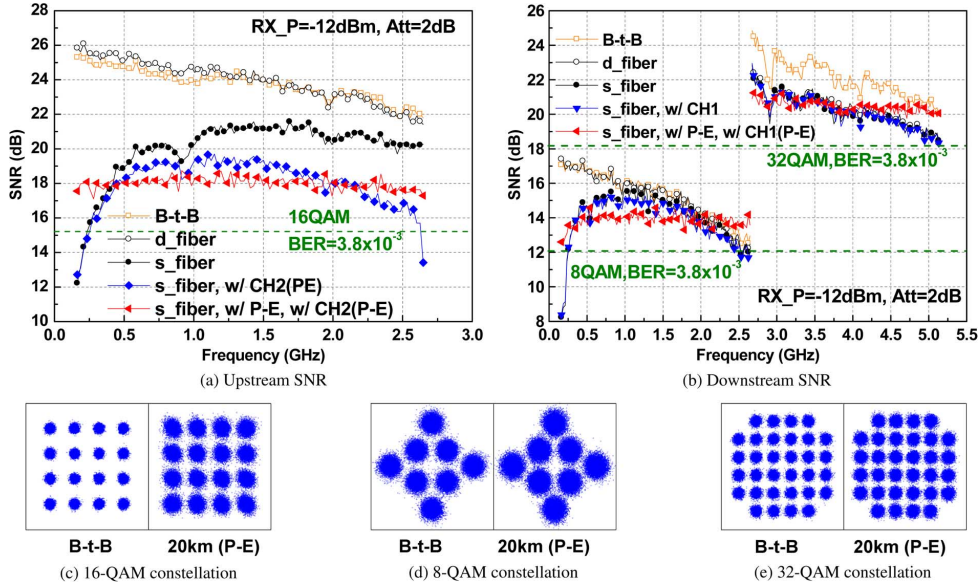 RX_P=-12dBm, Att=2dB
SNR (dB)
28
26
24
22
20
18
16
14
12
10
16QAM
BER=3.8x10⁻³
B-t-B
d_fiber
s_fiber
s_fiber, w/ CH2(PE)
s_fiber, w/ P-E, w/ CH2(P-E)
0.0 0.5 1.0 1.5 2.0 2.5 3.0
Frequency (GHz)
(a) Upstream SNR
SNR (dB)
26
24
22
20
18
16
14
12
10
8
B-t-B
d_fiber
s_fiber
s_fiber, w/ CH1
s_fiber, w/ P-E, w/ CH1(P-E)
32QAM,BER=3.8x10⁻³
8QAM,BER=3.8x10⁻³
RX_P=-12dBm, Att=2dB
0.0 0.5 1.0 1.5 2.0 2.5 3.0 3.5 4.0 4.5 5.0 5.5
Frequency (GHz)
(b) Downstream SNR
B-t-B 20km (P-E)
(c) 16-QAM constellation
B-t-B 20km (P-E)
(d) 8-QAM constellation
B-t-B 20km (P-E)
(e) 32-QAM constellation